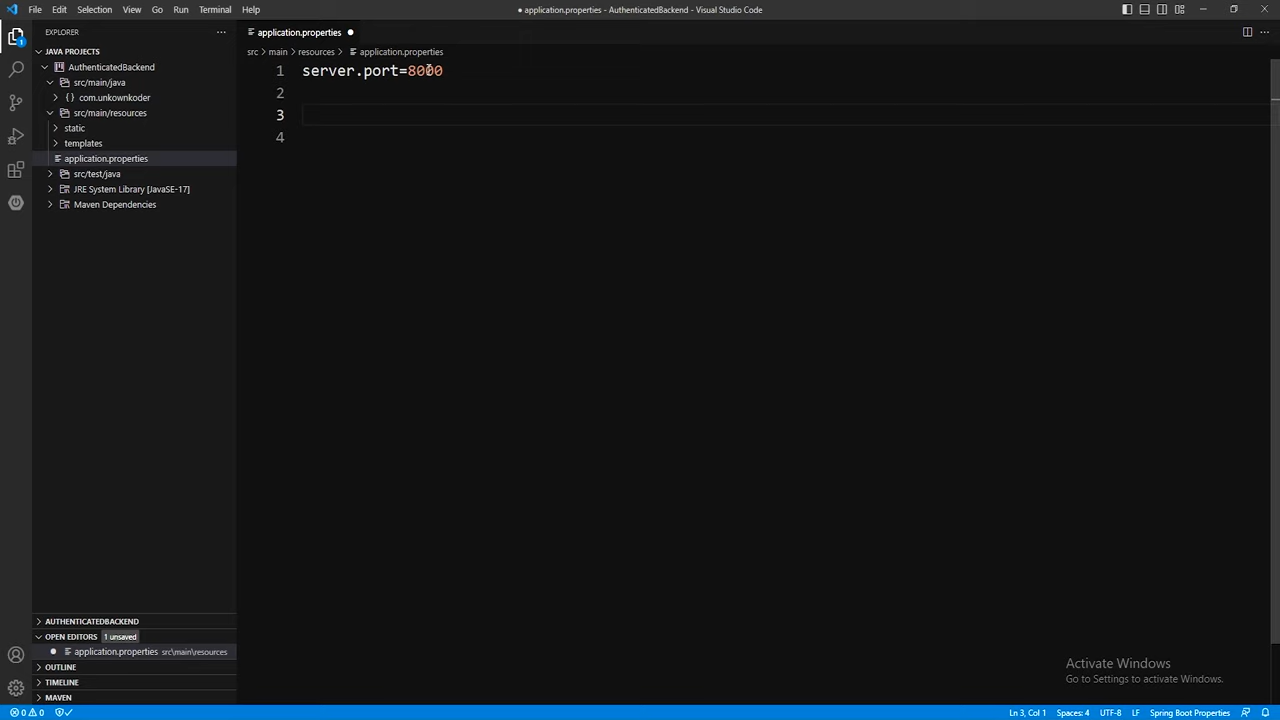 File Edit Selection View Go Run Terminal Help
● application.properties - AuthenticatedBackend - Visual Studio Code
EXPLORER
JAVA PROJECTS
AuthenticatedBackend
src/main/java
{} com.unkownkoder
src/main/resources
static
templates
application.properties
src/test/java
JRE System Library [JavaSE-17]
Maven Dependencies
AUTHENTICATEDBACKEND
OPEN EDITORS 1 unsaved
application.properties src\main\resources
OUTLINE
TIMELINE
MAVEN
application.properties
src > main > resources > application.properties
1 server.port=8000
2
3
4
Activate Windows
Go to Settings to activate Windows.
0 0 Ln 3, Col 1 Spaces: 4 UTF-8 LF Spring Boot Properties
1